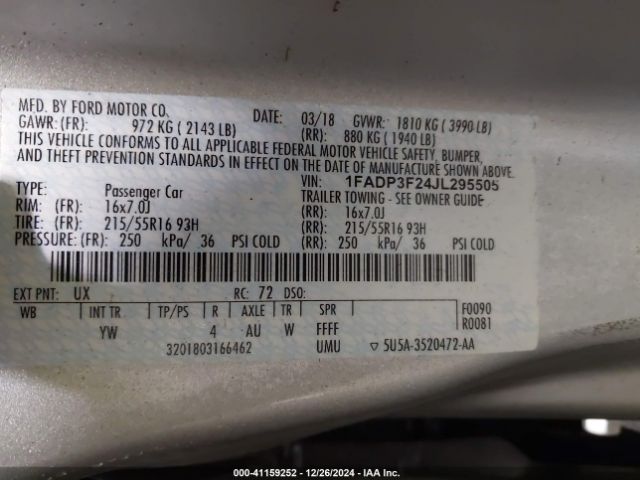 MFD. BY FORD MOTOR CO. DATE: 03/18 GVWR: 1810 KG ( 3990 LB)
GAWR: (FR): 972 KG ( 2143 LB) (RR): 880 KG ( 1940 LB)
THIS VEHICLE CONFORMS TO ALL APPLICABLE FEDERAL MOTOR VEHICLE SAFETY, BUMPER,
AND THEFT PREVENTION STANDARDS IN EFFECT ON THE DATE OF MANUFACTURE SHOWN ABOVE.
VIN: 1FADP3F24JL295505
TYPE: Passenger Car TRAILER TOWING - SEE OWNER GUIDE
RIM: (FR) 16x7.0J (RR): 16x7.0J
TIRE: (FR) 215/55R16 93H (RR): 215/55R16 93H
PRESSURE: (FR) 250 kPa/ 36 PSI COLD (RR): 250 kPa/ 36 PSI COLD
EXT PNT: UX RC: 72 DSO:
WB INT TR TP/PS R AXLE TR SPR F0090
YW 4 AU W FFFF R0081
3201803166462 UMU ▽ 5U5A-3520472-AA
000-41159252 - 12/26/2024 - IAA Inc.